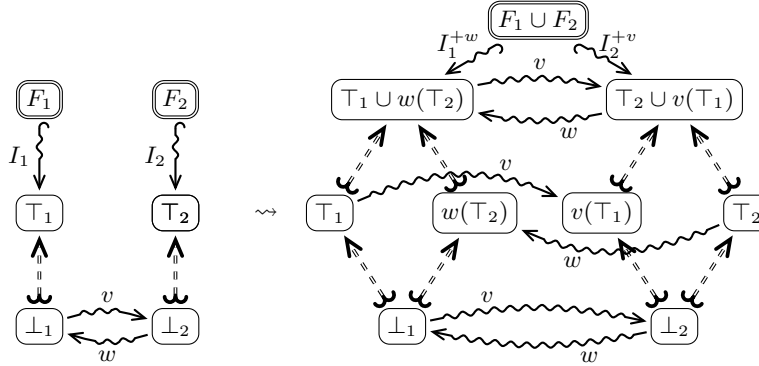 F₁ ∪ F₂
I₁⁺ʷ v I₂⁺ᵛ
F₁ F₂ ⊤₁ ∪ w(⊤₂) ⊤₂ ∪ v(⊤₁)
w
I₁ I₂
v
⊤₁ ⊤₂ ⇝ ⊤₁ w(⊤₂) v(⊤₁) ⊤₂
w
v v
⊥₁ ⊥₂ ⊥₁ ⊥₂
w w